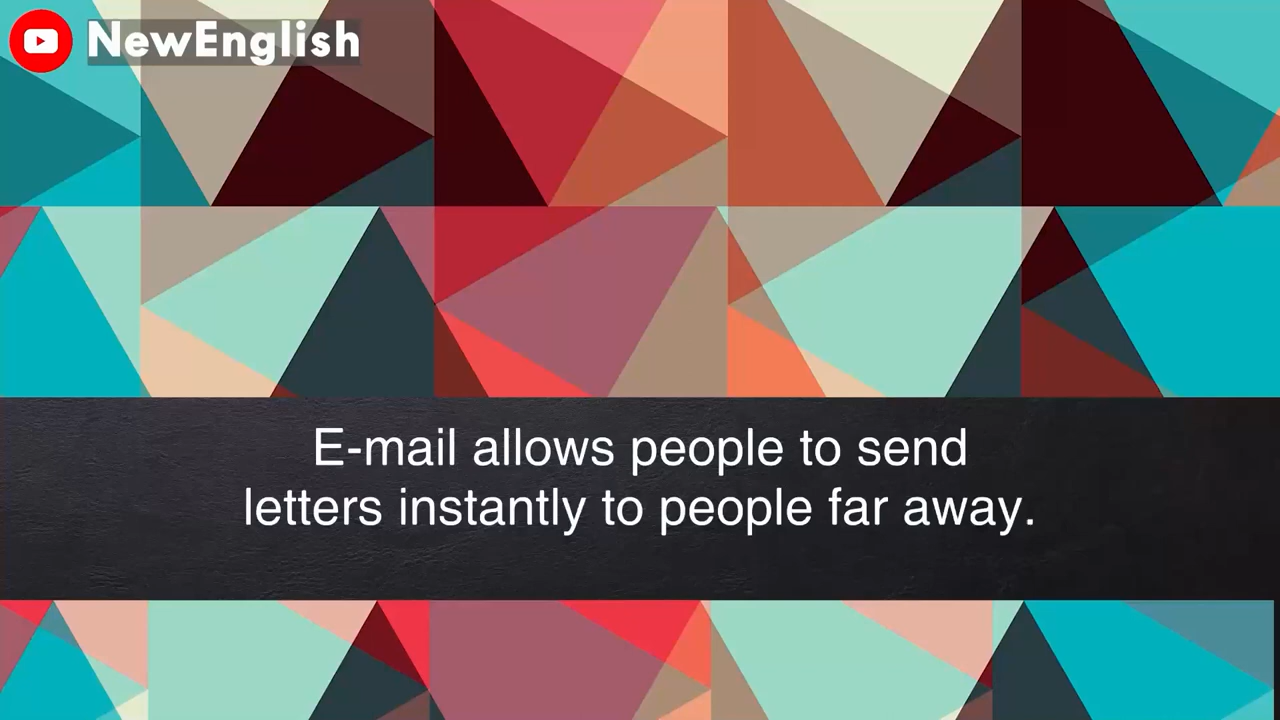 NewEnglish
E-mail allows people to send
letters instantly to people far away.